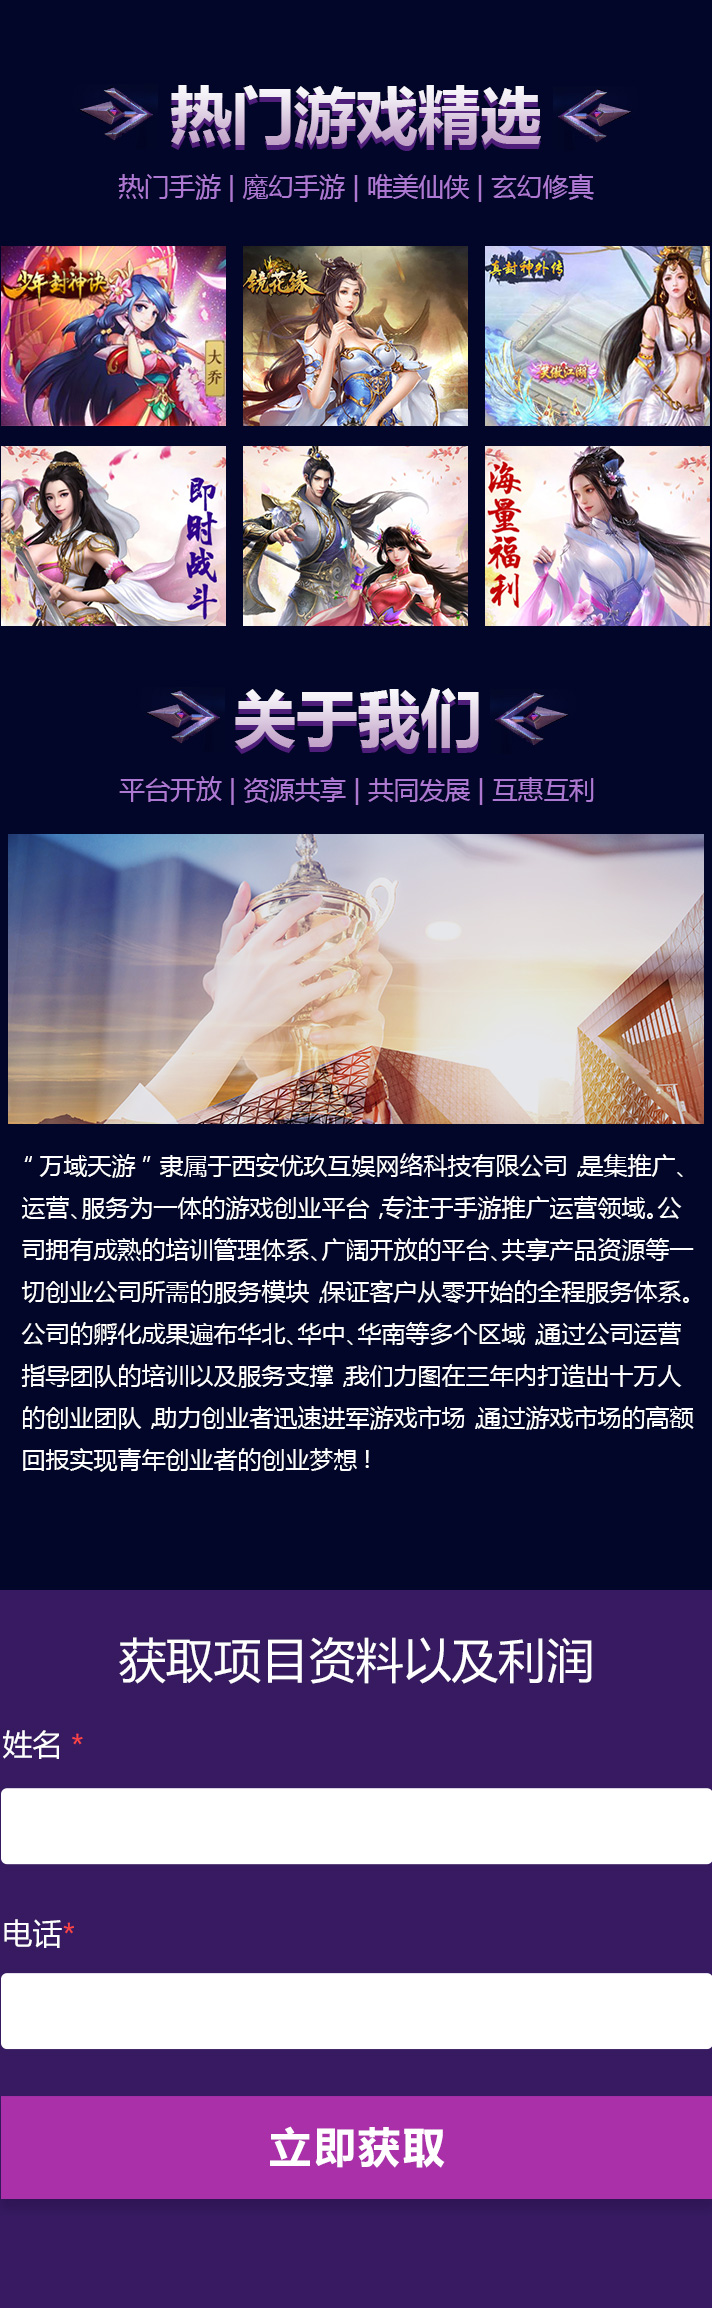 热门游戏精选
热门手游 | 魔幻手游 | 唯美仙侠 | 玄幻修真
少年封神诀
大乔
镜花缘
真封神外传
笑傲江湖
即时战斗
海量福利
关于我们
平台开放 | 资源共享 | 共同发展 | 互惠互利
“万域天游”隶属于西安优玖互娱网络科技有限公司,是集推广、
运营、服务为一体的游戏创业平台,专注于手游推广运营领域。公
司拥有成熟的培训管理体系、广阔开放的平台、共享产品资源等一
切创业公司所需的服务模块,保证客户从零开始的全程服务体系。
公司的孵化成果遍布华北、华中、华南等多个区域,通过公司运营
指导团队的培训以及服务支撑,我们力图在三年内打造出十万人
的创业团队,助力创业者迅速进军游戏市场,通过游戏市场的高额
回报实现青年创业者的创业梦想!
获取项目资料以及利润
姓名 *
电话*
立即获取